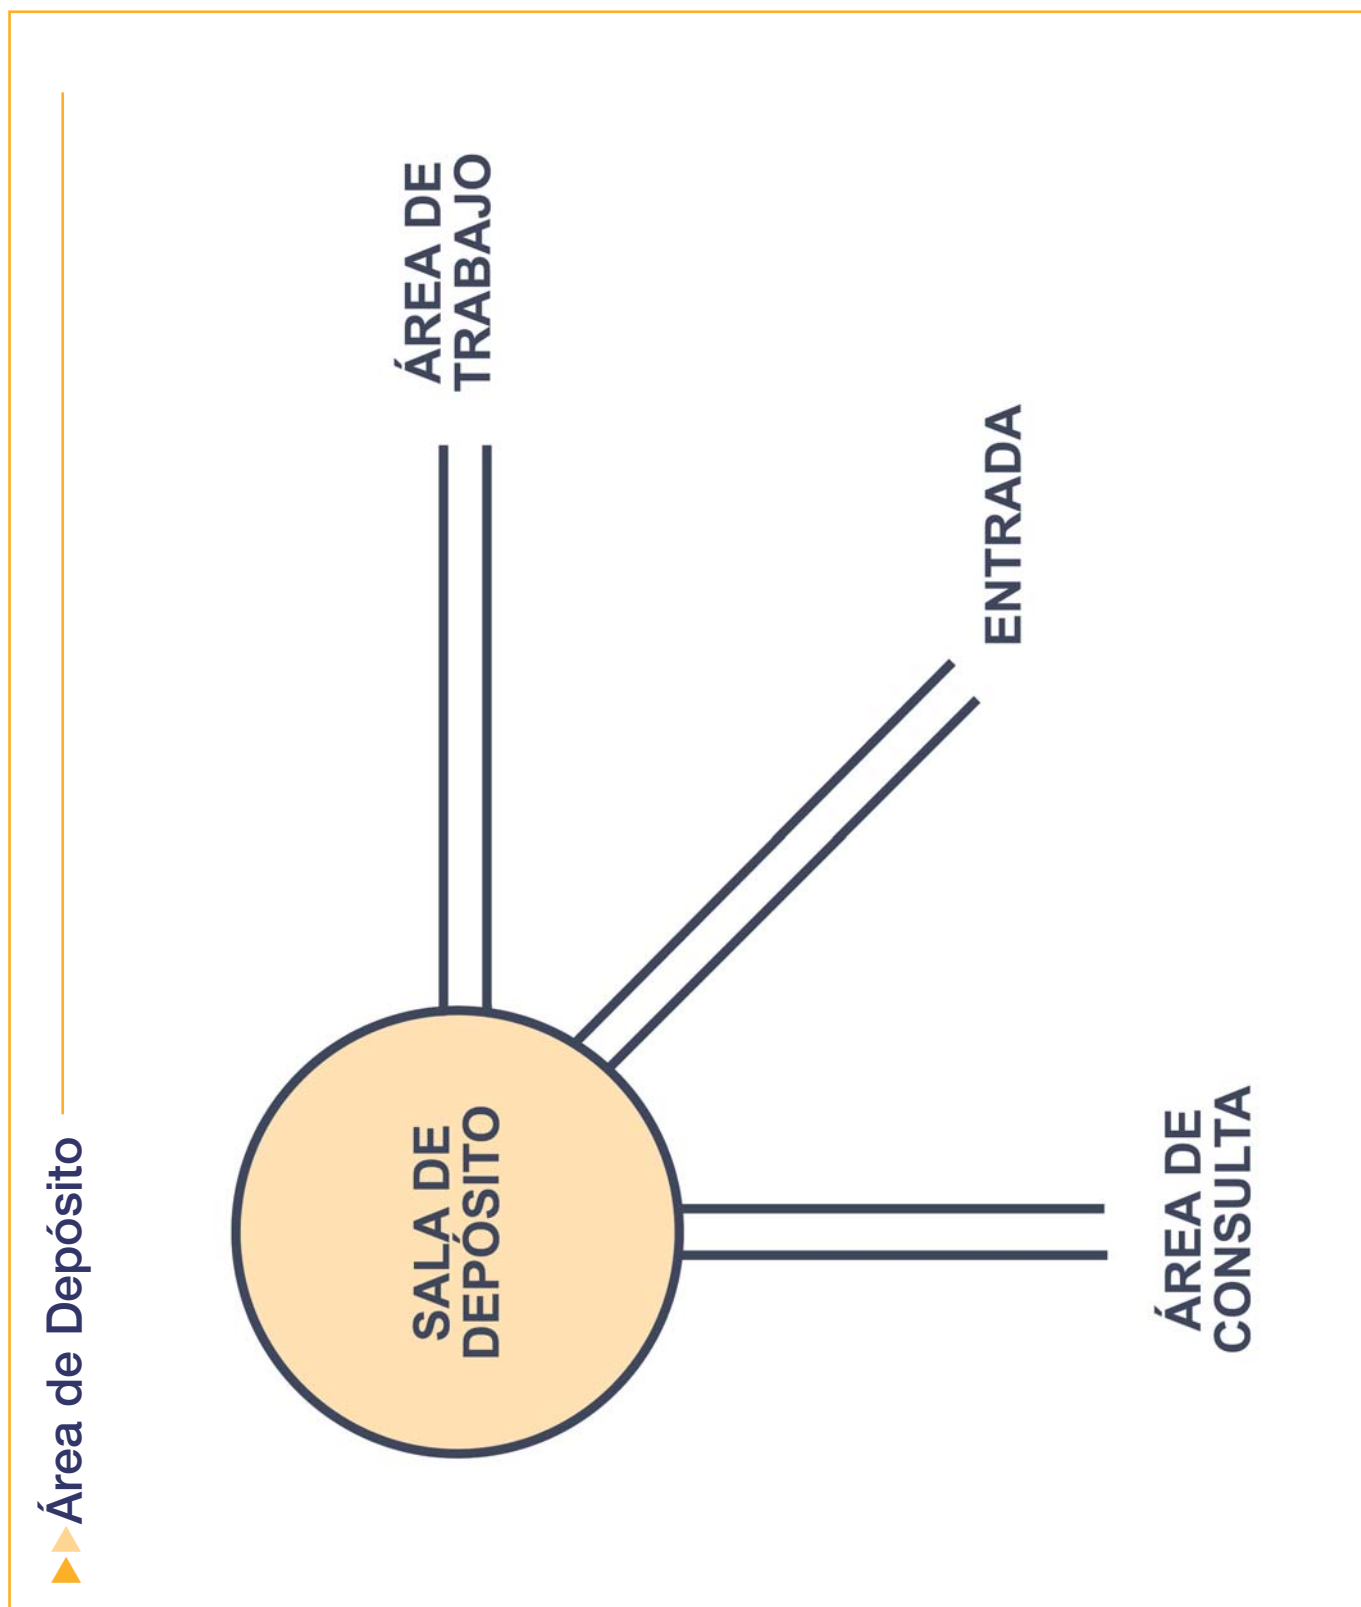 Área de Depósito
SALA DE
DEPÓSITO
ÁREA DE
TRABAJO
ENTRADA
ÁREA DE
CONSULTA